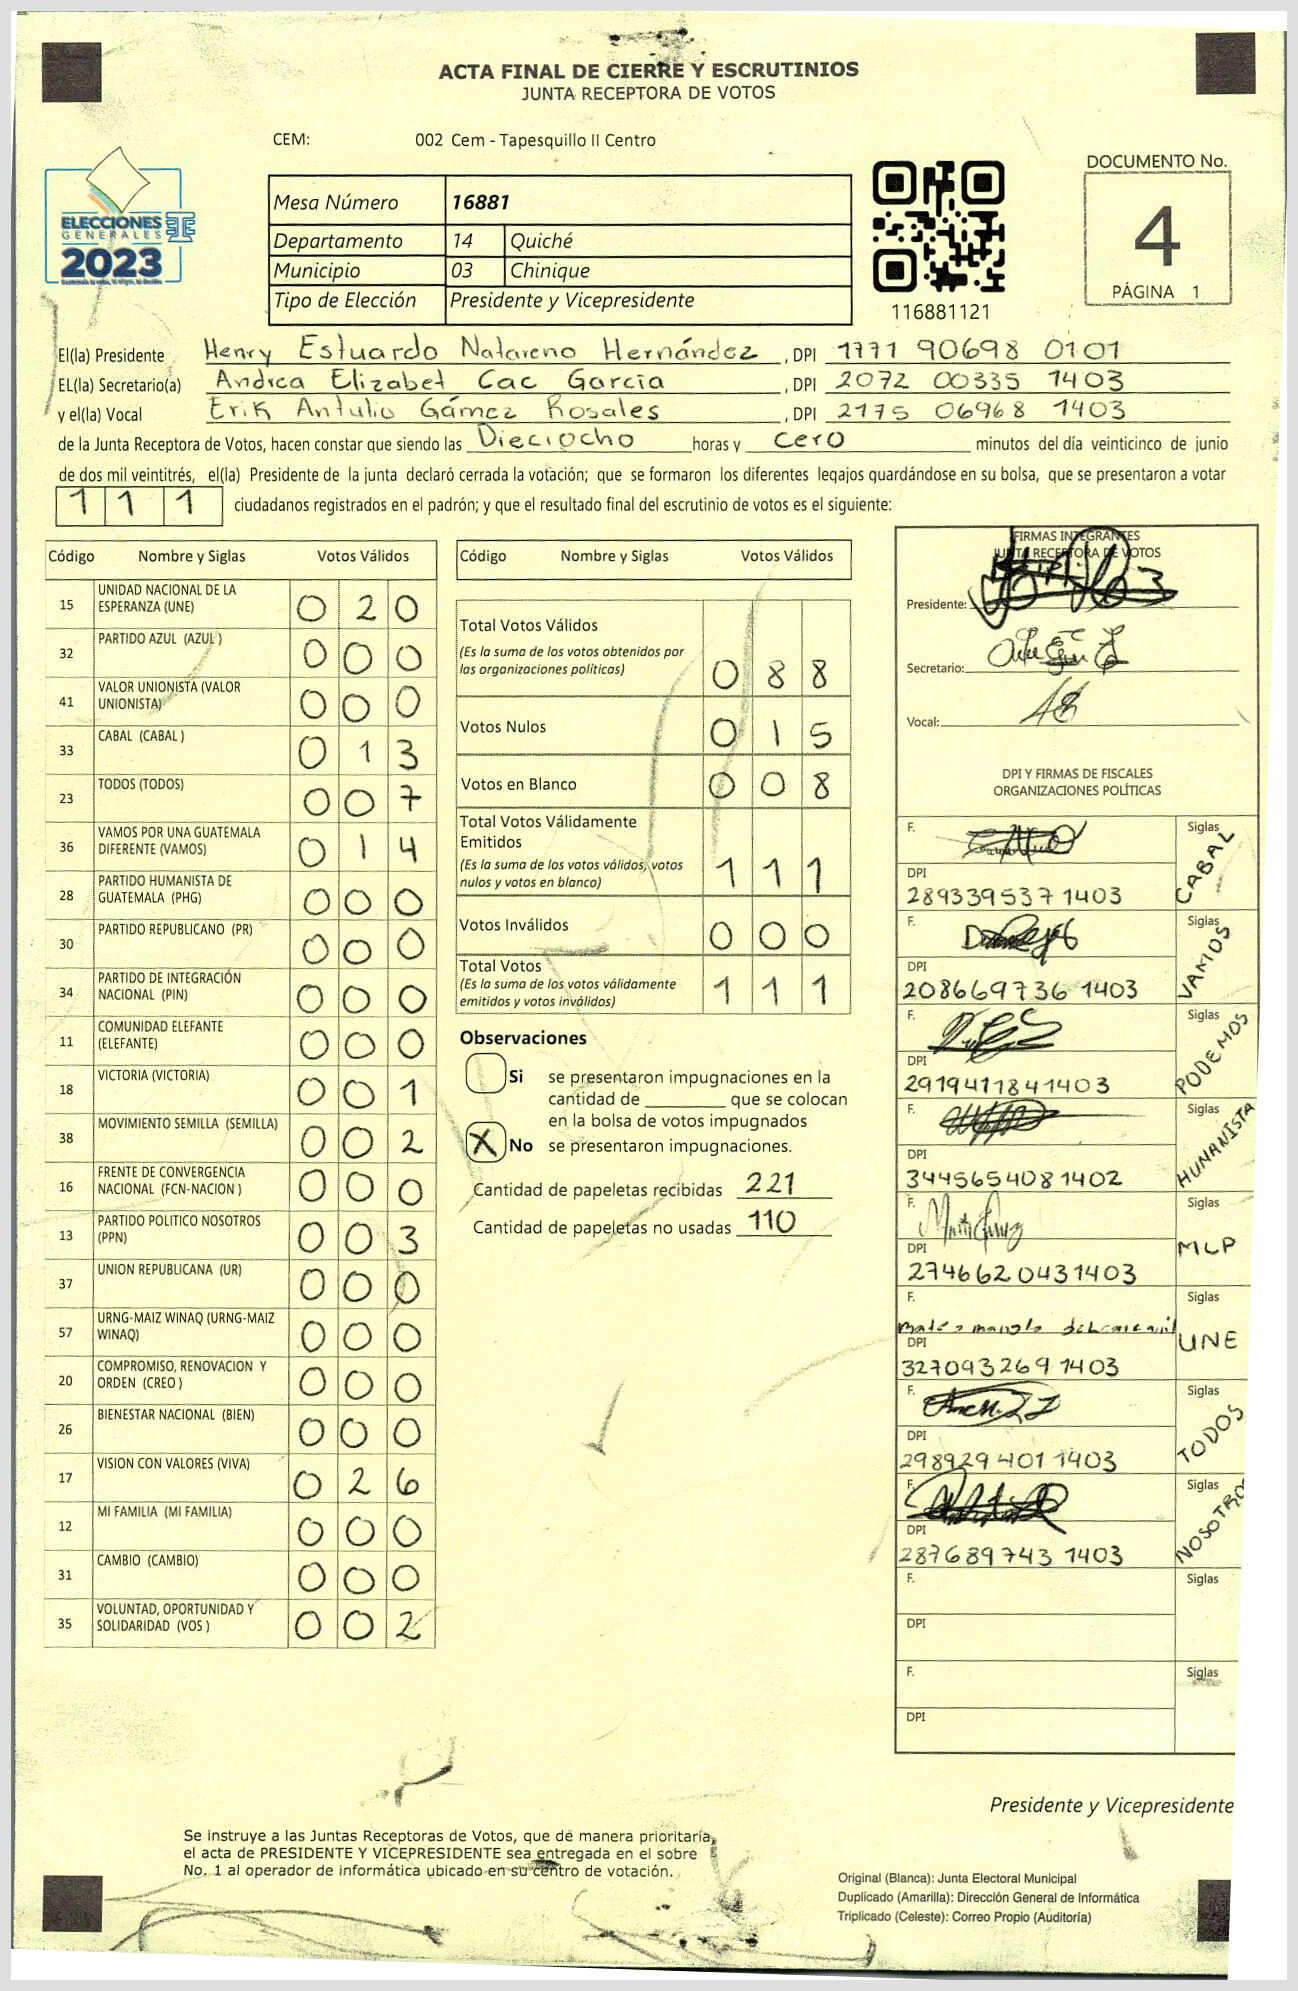 ACTA FINAL DE CIERRE Y ESCRUTINIOS
JUNTA RECEPTORA DE VOTOS
CEM: 002 Cem - Tapesquillo II Centro
DOCUMENTO No.
4
PÁGINA 1
ELECCIONES
GENERALES
2023
Mesa Número 16881
Departamento 14 Quiché
Municipio 03 Chinique
Tipo de Elección Presidente y Vicepresidente
116881121
El(la) Presidente Henry Estuardo Natareno Hernández, DPI 1771 90698 0101
EL(la) Secretario(a) Andrea Elizabet Cac García, DPI 2072 00335 1403
y el(la) Vocal Erik Antulio Gámez Rosales, DPI 2175 06968 1403
de la Junta Receptora de Votos, hacen constar que siendo las Dieciocho horas y cero minutos del día veinticinco de junio
de dos mil veintitrés, el(la) Presidente de la junta declaró cerrada la votación; que se formaron los diferentes legajos quardándose en su bolsa, que se presentaron a votar
1 1 1 ciudadanos registrados en el padrón; y que el resultado final del escrutinio de votos es el siguiente:
Código Nombre y Siglas Votos Válidos
15 UNIDAD NACIONAL DE LA ESPERANZA (UNE) 0 2 0
32 PARTIDO AZUL (AZUL ) 0 0 0
41 VALOR UNIONISTA (VALOR UNIONISTA) 0 0 0
33 CABAL (CABAL ) 0 1 3
23 TODOS (TODOS) 0 0 7
36 VAMOS POR UNA GUATEMALA DIFERENTE (VAMOS) 0 1 4
28 PARTIDO HUMANISTA DE GUATEMALA (PHG) 0 0 0
30 PARTIDO REPUBLICANO (PR) 0 0 0
34 PARTIDO DE INTEGRACIÓN NACIONAL (PIN) 0 0 0
11 COMUNIDAD ELEFANTE (ELEFANTE) 0 0 0
18 VICTORIA (VICTORIA) 0 0 1
38 MOVIMIENTO SEMILLA (SEMILLA) 0 0 2
16 FRENTE DE CONVERGENCIA NACIONAL (FCN-NACION ) 0 0 0
13 PARTIDO POLITICO NOSOTROS (PPN) 0 0 3
37 UNION REPUBLICANA (UR) 0 0 0
57 URNG-MAIZ WINAQ (URNG-MAIZ WINAQ) 0 0 0
20 COMPROMISO, RENOVACION Y ORDEN (CREO ) 0 0 0
26 BIENESTAR NACIONAL (BIEN) 0 0 0
17 VISION CON VALORES (VIVA) 0 2 6
12 MI FAMILIA (MI FAMILIA) 0 0 0
31 CAMBIO (CAMBIO) 0 0 0
35 VOLUNTAD, OPORTUNIDAD Y SOLIDARIDAD (VOS ) 0 0 2
Código Nombre y Siglas Votos Válidos
Total Votos Válidos
(Es la suma de los votos obtenidos por
las organizaciones políticas) 0 8 8
Votos Nulos 0 1 5
Votos en Blanco 0 0 8
Total Votos Válidamente
Emitidos
(Es la suma de los votos válidos, votos
nulos y votos en blanco) 1 1 1
Votos Inválidos 0 0 0
Total Votos
(Es la suma de los votos válidamente
emitidos y votos inválidos) 1 1 1
Observaciones
Si se presentaron impugnaciones en la
cantidad de ________ que se colocan
en la bolsa de votos impugnados
X No se presentaron impugnaciones.
Cantidad de papeletas recibidas 221
Cantidad de papeletas no usadas 110
FIRMAS INTEGRANTES
JUNTA RECEPTORA DE VOTOS
Presidente:
Secretario:
Vocal:
DPI Y FIRMAS DE FISCALES
ORGANIZACIONES POLÍTICAS
F. Siglas CABAL
DPI
289339537 1403
F. Siglas VAMOS
DPI
208669736 1403
F. Siglas PODEMOS
DPI
2919411841403
F. Siglas HUNANISTA
DPI
3445654081402
F. Siglas MLP
DPI
2746620431403
F. Siglas UNE
DPI
327093269 1403
F. Siglas TODOS
DPI
298929401 1403
F. Siglas NOSOTROS
DPI
287689743 1403
F. Siglas
DPI
F. Siglas
DPI
Presidente y Vicepresidente
Se instruye a las Juntas Receptoras de Votos, que de manera prioritaria,
el acta de PRESIDENTE Y VICEPRESIDENTE sea entregada en el sobre
No. 1 al operador de informática ubicado en su centro de votación.
Original (Blanca): Junta Electoral Municipal
Duplicado (Amarilla): Dirección General de Informática
Triplicado (Celeste): Correo Propio (Auditoría)